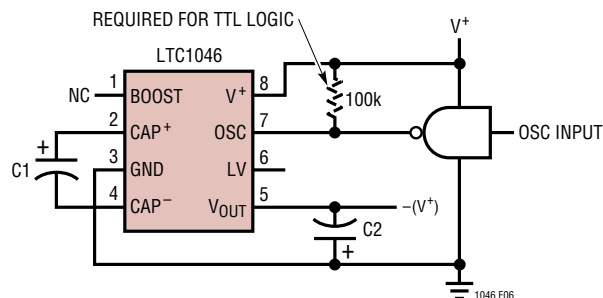 REQUIRED FOR TTL LOGIC
V+
LTC1046
NC 1 BOOST V+ 8
100k
2 CAP+ OSC 7
OSC INPUT
+
C1
3 GND LV 6
4 CAP− VOUT 5
−(V+)
C2
+
1046 F06